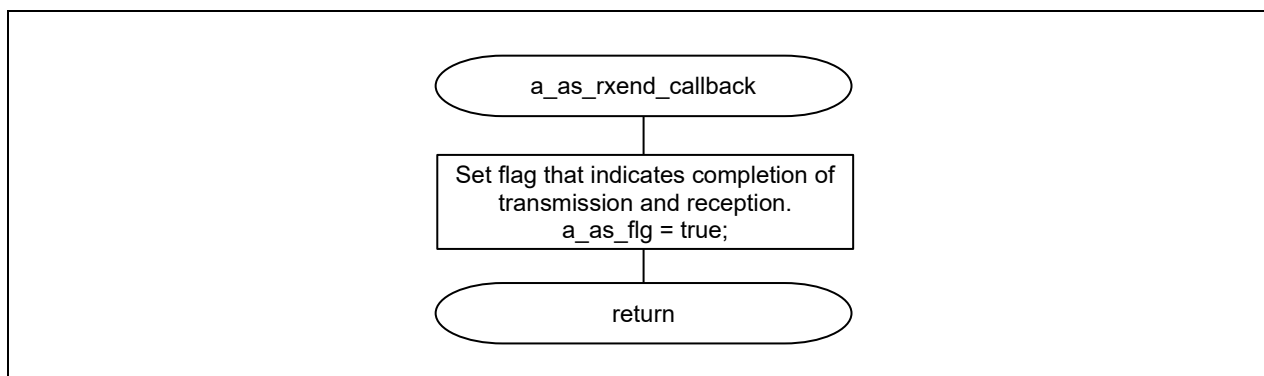 a_as_rxend_callback
Set flag that indicates completion of
transmission and reception.
a_as_flg = true;
return